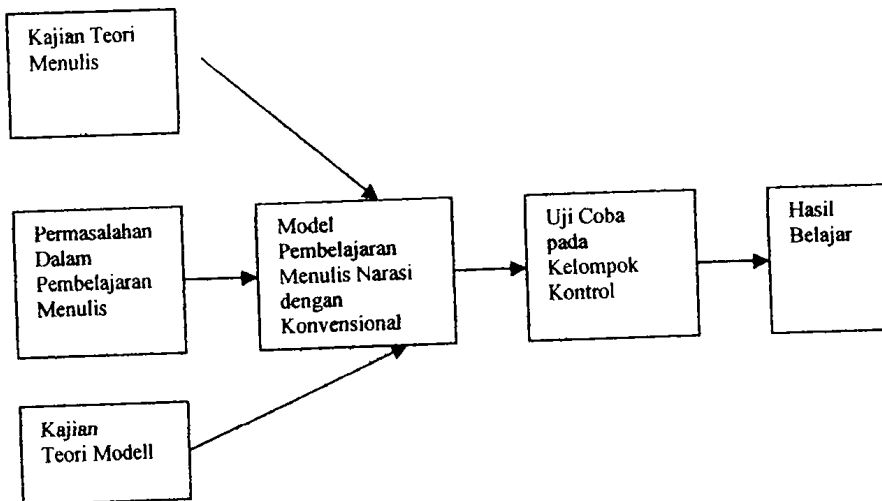 Kajian Teori
Menulis
Permasalahan
Dalam
Pembelajaran
Menulis
Kajian
Teori Modell
Model
Pembelajaran
Menulis Narasi
dengan
Konvensional
Uji Coba
pada
Kelompok
Kontrol
Hasil
Belajar